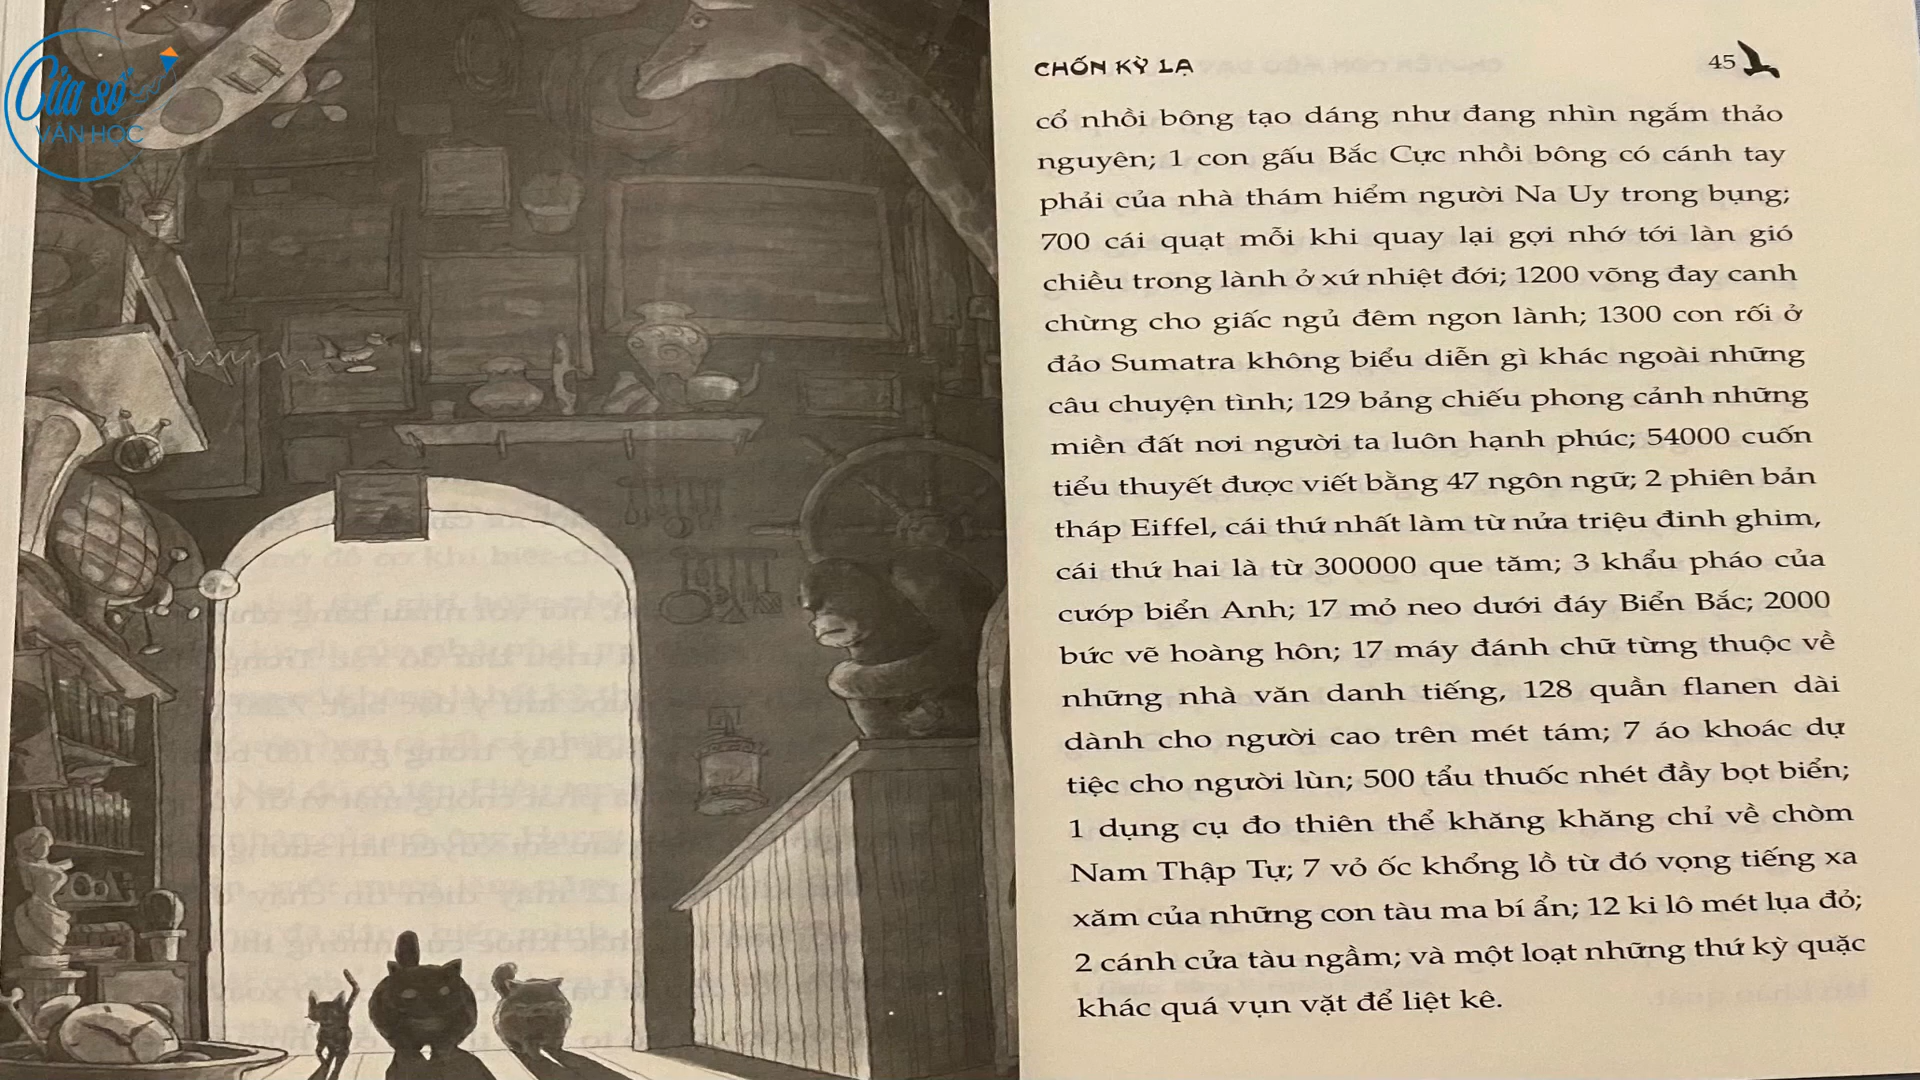 Cửa sổ
VĂN HỌC
CHỐN KỲ LẠ
45
cổ nhồi bông tạo dáng như đang nhìn ngắm thảo
nguyên; 1 con gấu Bắc Cực nhồi bông có cánh tay
phải của nhà thám hiểm người Na Uy trong bụng;
700 cái quạt mỗi khi quay lại gợi nhớ tới làn gió
chiều trong lành ở xứ nhiệt đới; 1200 võng đay canh
chừng cho giấc ngủ đêm ngon lành; 1300 con rối ở
đảo Sumatra không biểu diễn gì khác ngoài những
câu chuyện tình; 129 bảng chiếu phong cảnh những
miền đất nơi người ta luôn hạnh phúc; 54000 cuốn
tiểu thuyết được viết bằng 47 ngôn ngữ; 2 phiên bản
tháp Eiffel, cái thứ nhất làm từ nửa triệu đinh ghim,
cái thứ hai là từ 300000 que tăm; 3 khẩu pháo của
cướp biển Anh; 17 mỏ neo dưới đáy Biển Bắc; 2000
bức vẽ hoàng hôn; 17 máy đánh chữ từng thuộc về
những nhà văn danh tiếng, 128 quần flanen dài
dành cho người cao trên mét tám; 7 áo khoác dự
tiệc cho người lùn; 500 tẩu thuốc nhét đầy bọt biển;
1 dụng cụ đo thiên thể khăng khăng chỉ về chòm
Nam Thập Tự; 7 vỏ ốc khổng lồ từ đó vọng tiếng xa
xăm của những con tàu ma bí ẩn; 12 ki lô mét lụa đỏ;
2 cánh cửa tàu ngầm; và một loạt những thứ kỳ quặc
khác quá vụn vặt để liệt kê.